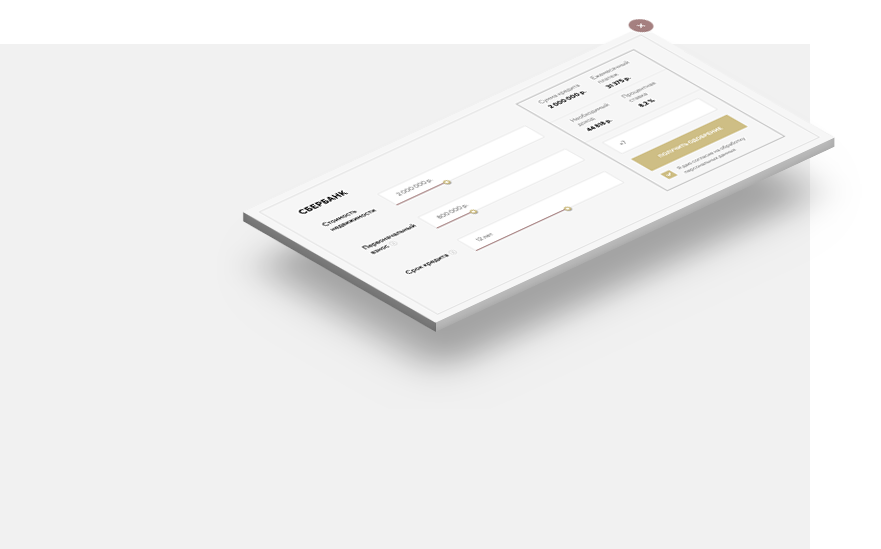 СБЕРБАНК
Стоимость
недвижимости
2 000 000 р.
Первоначальный
взнос
800 000 р.
Срок кредита
12 лет
Сумма кредита
2 000 000 р.
Ежемесячный
платеж
31 375 р.
Необходимый
доход
44 818 р.
Процентная
ставка
8,2 %
+7
ПОЛУЧИТЬ ОДОБРЕНИЕ
Я даю согласие на обработку
персональных данных